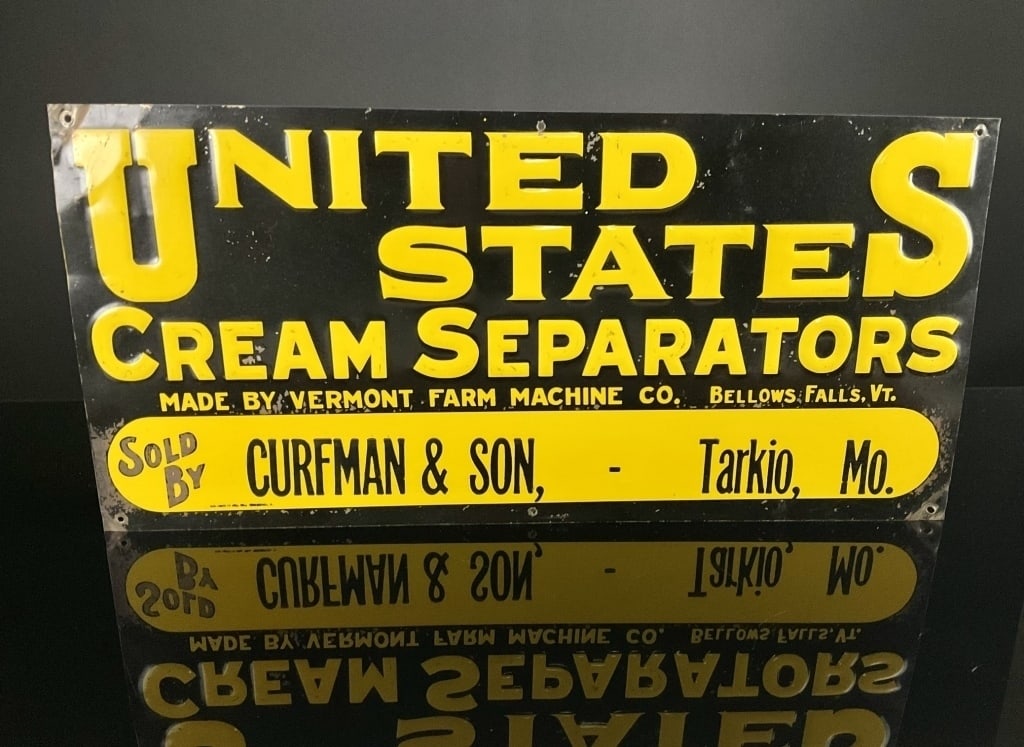 UNITED
STATES
CREAM SEPARATORS
MADE BY VERMONT FARM MACHINE CO. BELLOWS FALLS, VT.
SOLD BY CURFMAN & SON, - Tarkio, Mo.